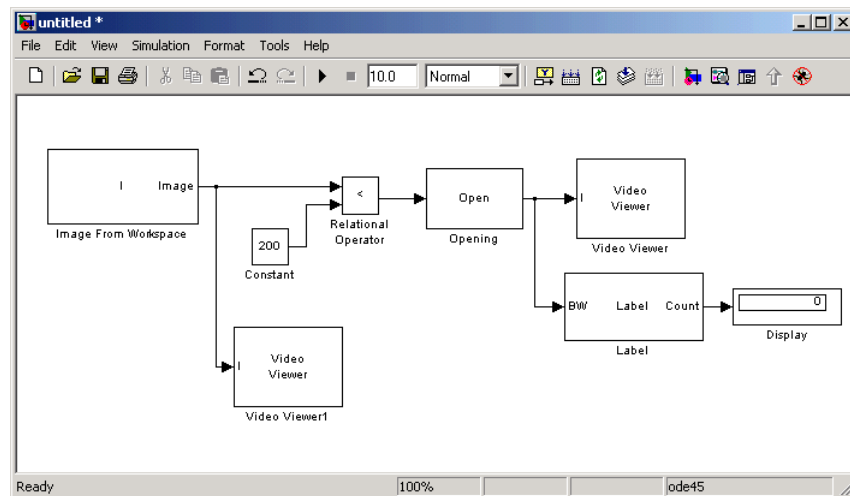 untitled *
File Edit View Simulation Format Tools Help
10.0 Normal
I Image
Image From Workspace
200
Constant
<
Relational
Operator
Open
Opening
I Video
Viewer
Video Viewer
BW Label Count
Label
0
Display
I Video
Viewer
Video Viewer1
Ready 100% ode45